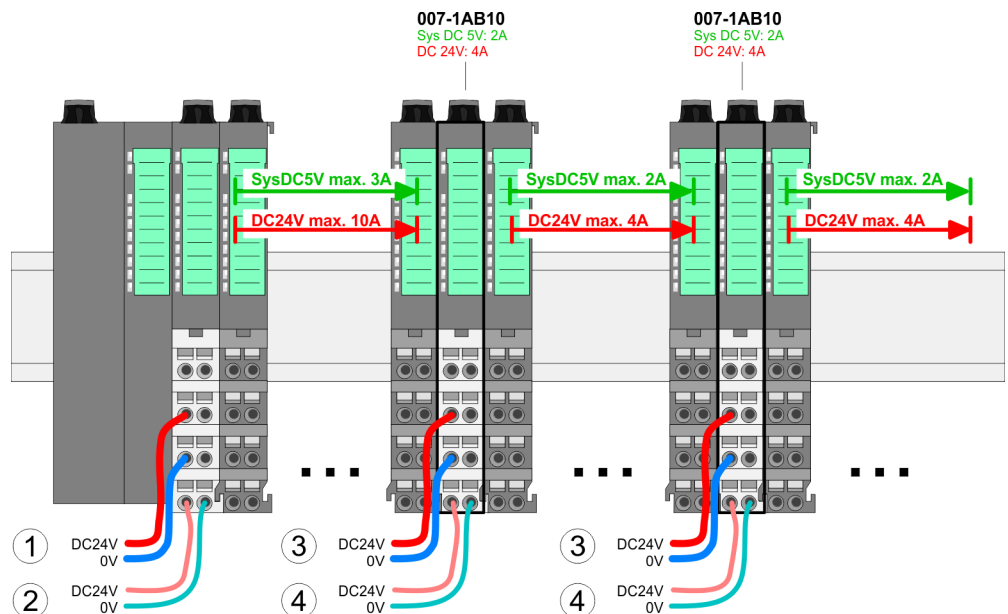 007-1AB10
Sys DC 5V: 2A
DC 24V: 4A
007-1AB10
Sys DC 5V: 2A
DC 24V: 4A
SysDC5V max. 3A
SysDC5V max. 2A
SysDC5V max. 2A
DC24V max. 10A
DC24V max. 4A
DC24V max. 4A
...
...
...
1
DC24V
0V
3
DC24V
0V
3
DC24V
0V
2
DC24V
0V
4
DC24V
0V
4
DC24V
0V